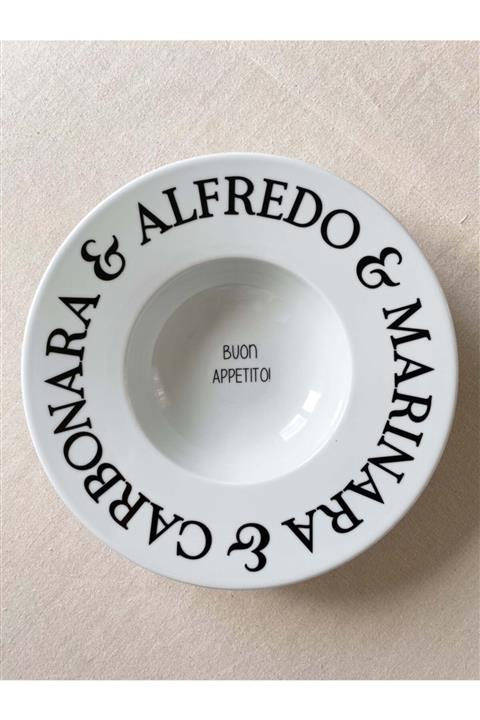 ALFREDO & MARINARA & CARBONARA &
BUON
APPETITO!